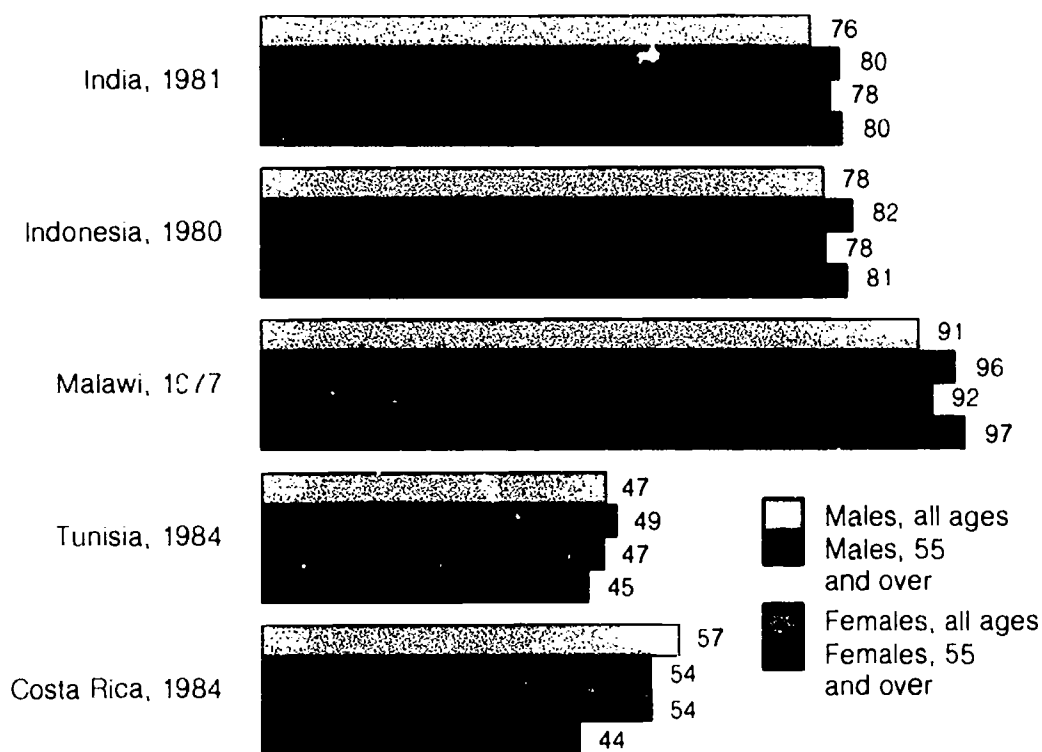 76
India, 1981
80
78
80
78
Indonesia, 1980
82
78
81
91
Malawi, 1977
96
92
97
47
Tunisia, 1984
49
47
45
Males, all ages
Males, 55
and over
Females, all ages
Females, 55
and over
57
Costa Rica, 1984
54
54
44